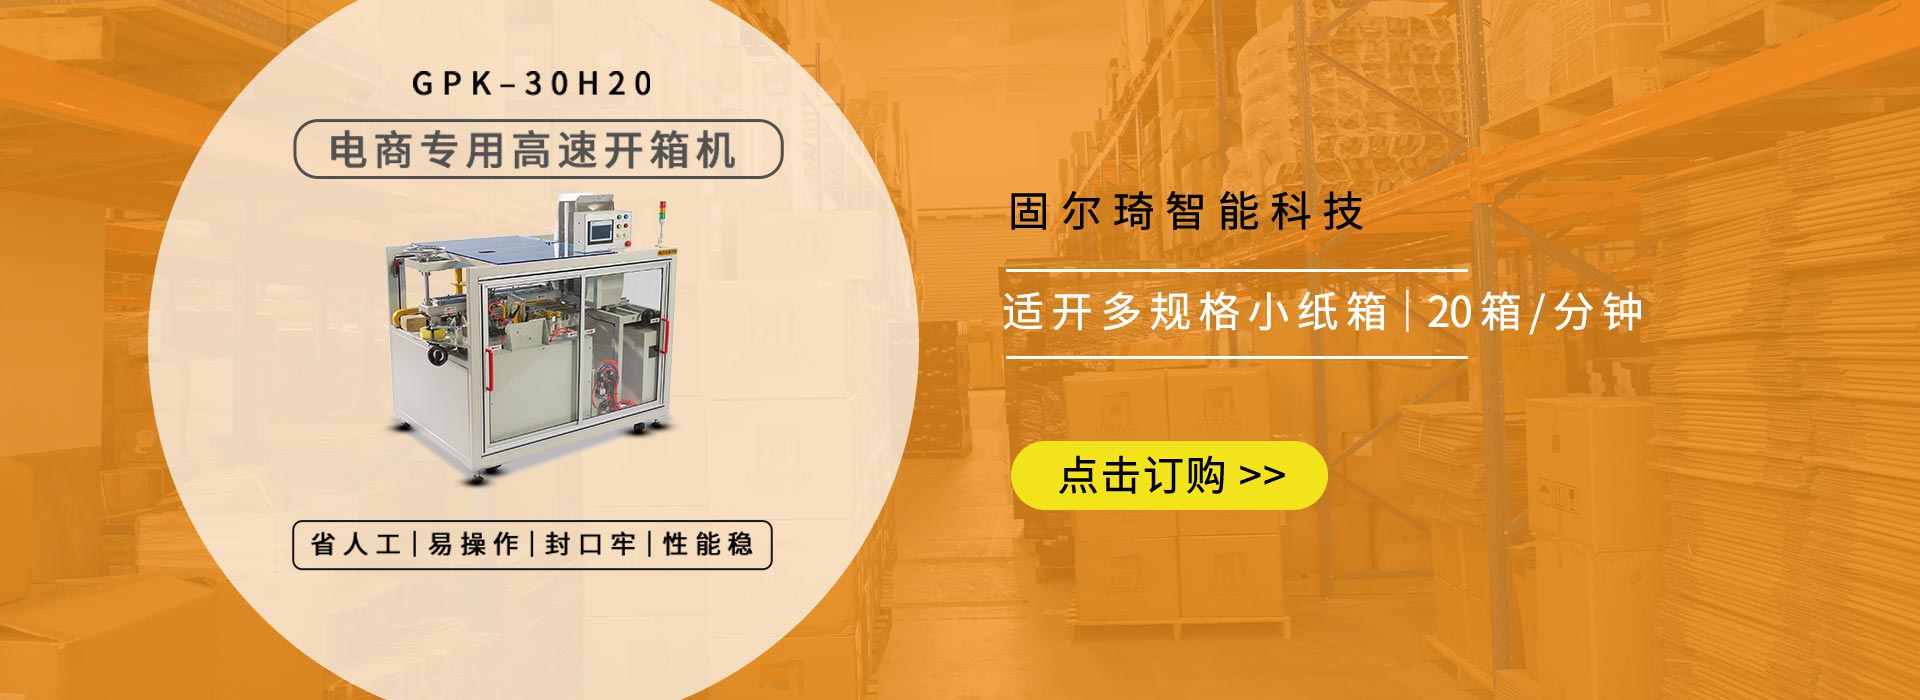 GPK-30H20
电商专用高速开箱机
省人工|易操作|封口牢|性能稳
固尔琦智能科技
适开多规格小纸箱|20箱/分钟
点击订购 >>
UTIPACK